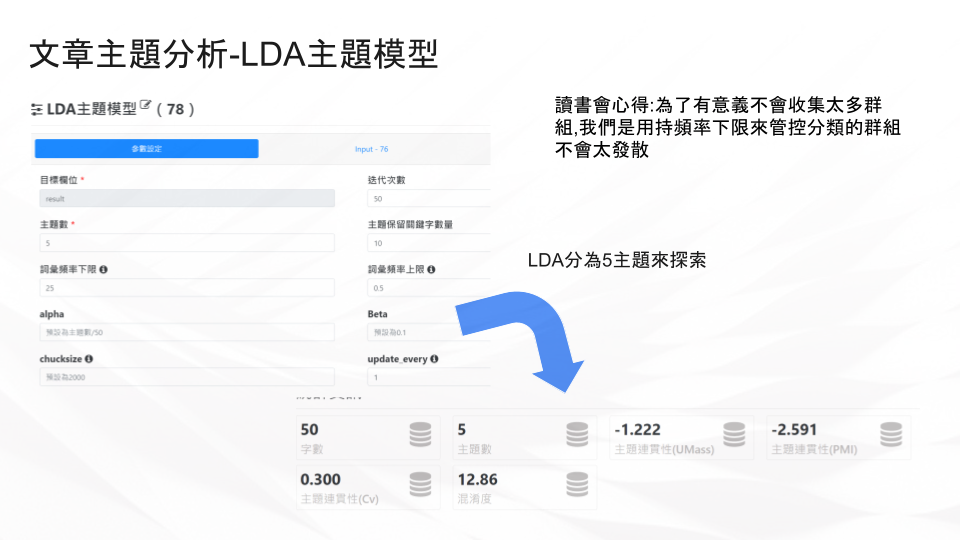 文章主題分析-LDA主題模型
LDA主題模型 ( 78 )
讀書會心得:為了有意義不會收集太多群
組,我們是用持頻率下限來管控分類的群組
不會太發散
參數設定
Input - 76
目標欄位 *
迭代次數
result
50
主題數 *
主題保留關鍵字數量
5
10
詞彙頻率下限
詞彙頻率上限
25
0.5
LDA分為5主題來探索
alpha
Beta
預設為主題數/50
預設為0.1
chucksize
update_every
預設為2000
1
50
5
-1.222
-2.591
字數
主題數
主題連貫性(UMass)
主題連貫性(PMI)
0.300
12.86
主題連貫性(Cv)
混淆度